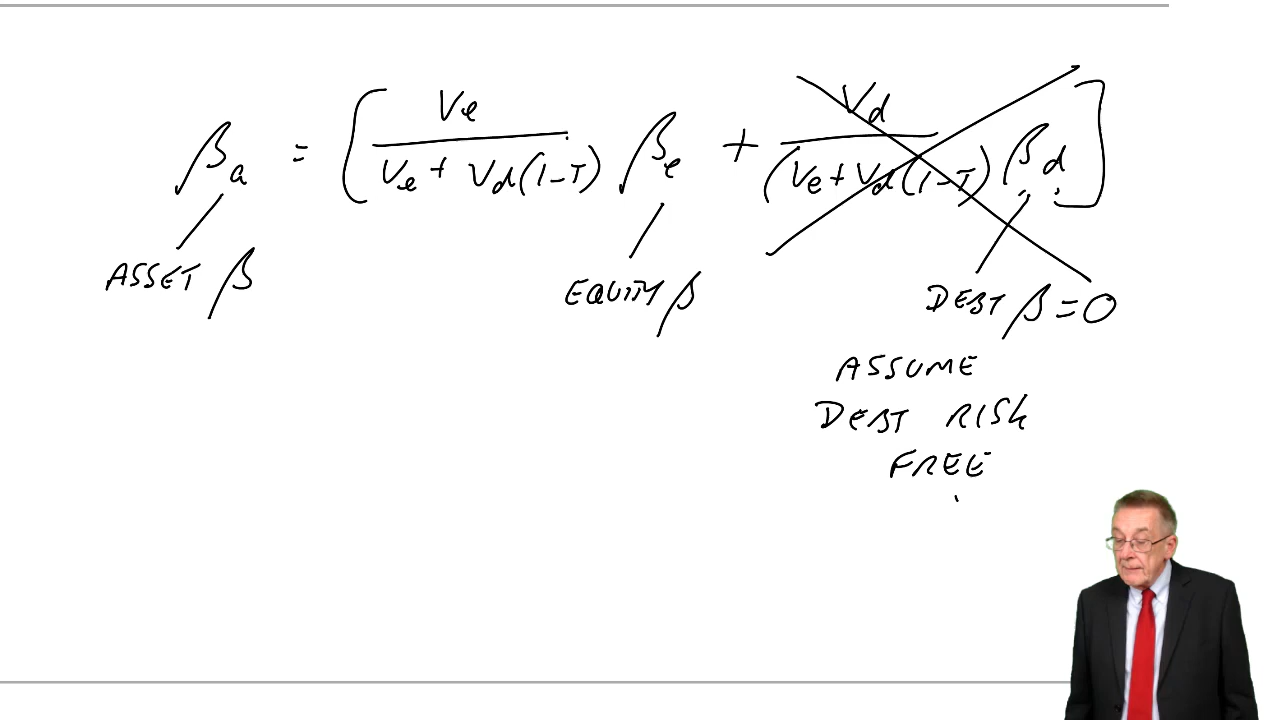 βa = [ Ve / (Ve + Vd(1-T)) βe + Vd / (Ve + Vd(1-T)) βd ]
ASSET β
EQUITY β
DEBT β = 0
ASSUME
DEBT RISK
FREE